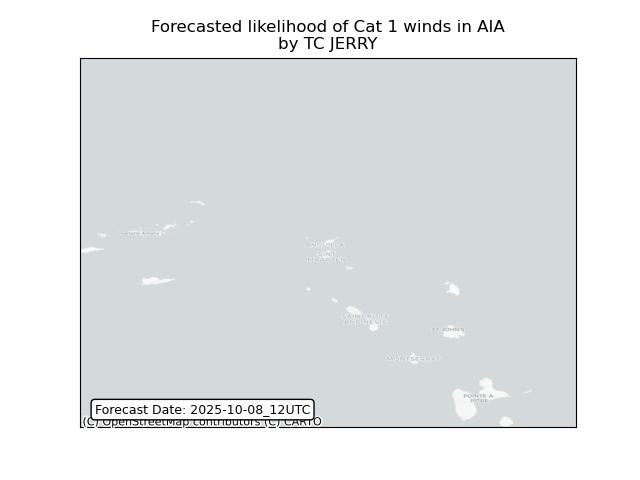 Forecasted likelihood of Cat 1 winds in AIA
by TC JERRY
ANGUILLA
SINT
MAARTEN
SAINT KITTS
AND NEVIS
ST JOHN'S
MONTSERRAT
POINTE-À-
PITRE
Forecast Date: 2025-10-08_12UTC
(C) OpenStreetMap contributors (C) CARTO